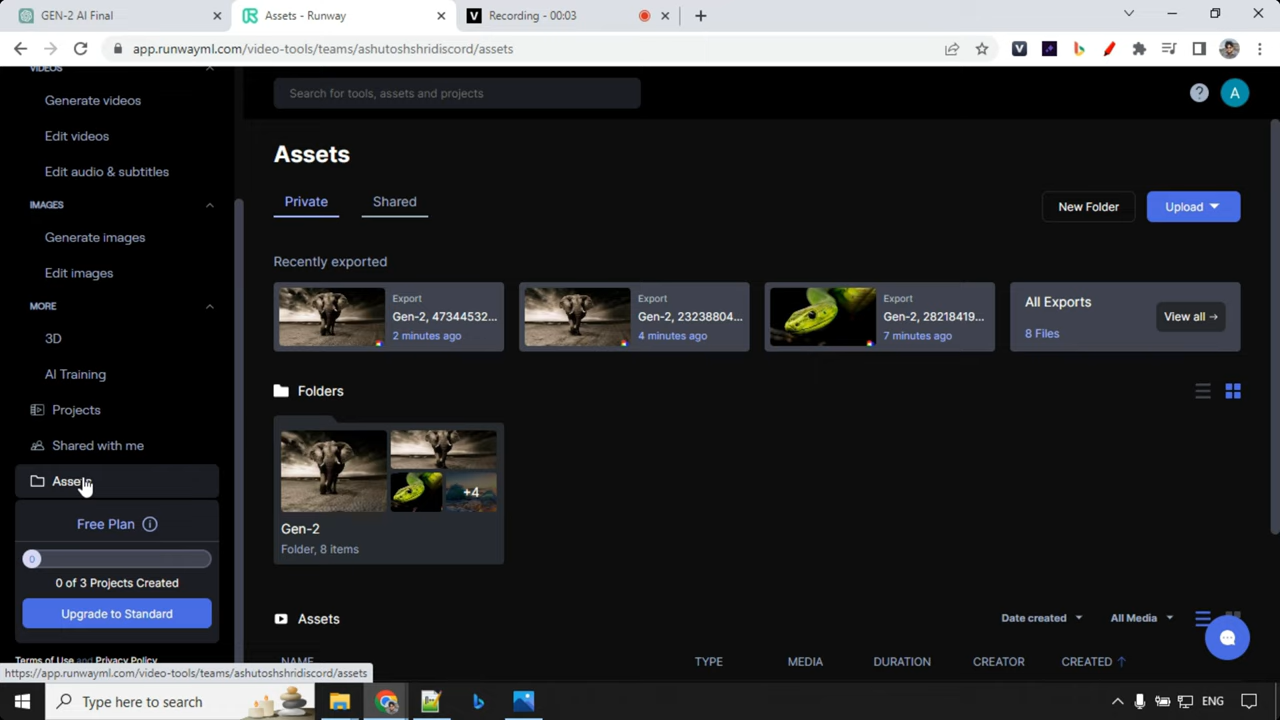 GEN-2 AI Final
Assets - Runway
Recording - 00:03
app.runwayml.com/video-tools/teams/ashutoshshridiscord/assets
VIDEOS
Generate videos
Edit videos
Edit audio & subtitles
IMAGES
Generate images
Edit images
MORE
3D
AI Training
Projects
Shared with me
Assets
Free Plan
0
0 of 3 Projects Created
Upgrade to Standard
Terms of Use and Privacy Policy
Search for tools, assets and projects
A
Assets
Private
Shared
New Folder
Upload
Recently exported
Export
Gen-2, 47344532...
2 minutes ago
Export
Gen-2, 23238804...
4 minutes ago
Export
Gen-2, 28218419...
7 minutes ago
All Exports
8 Files
View all →
Folders
+4
Gen-2
Folder, 8 items
Assets
Date created
All Media
NAME
TYPE
MEDIA
DURATION
CREATOR
CREATED ↑
https://app.runwayml.com/video-tools/teams/ashutoshshridiscord/assets
Type here to search
ENG